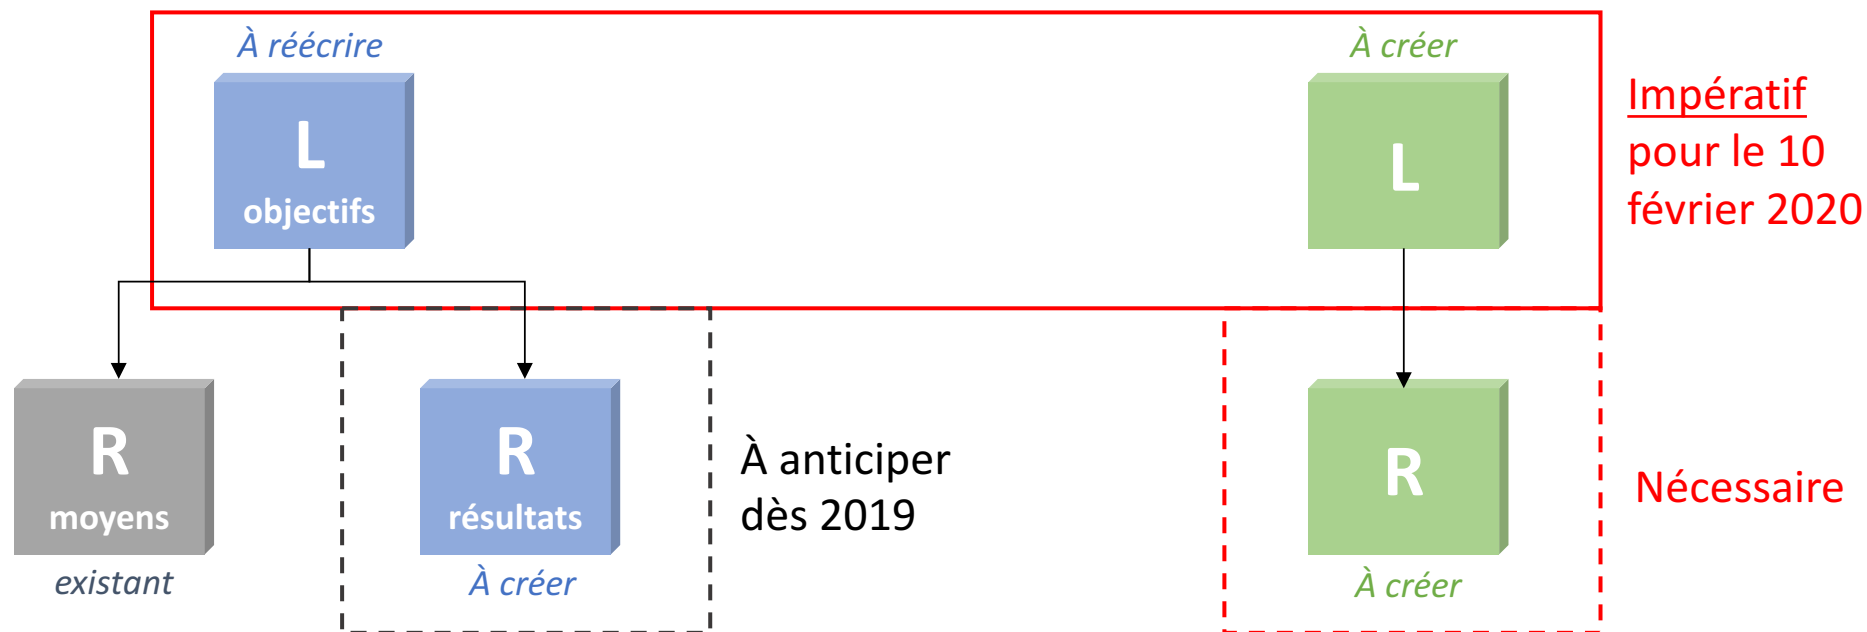 À réécrire
L
objectifs
À créer
L
Impératif
pour le 10
février 2020
R
moyens
existant
R
résultats
À créer
À anticiper
dès 2019
R
À créer
Nécessaire